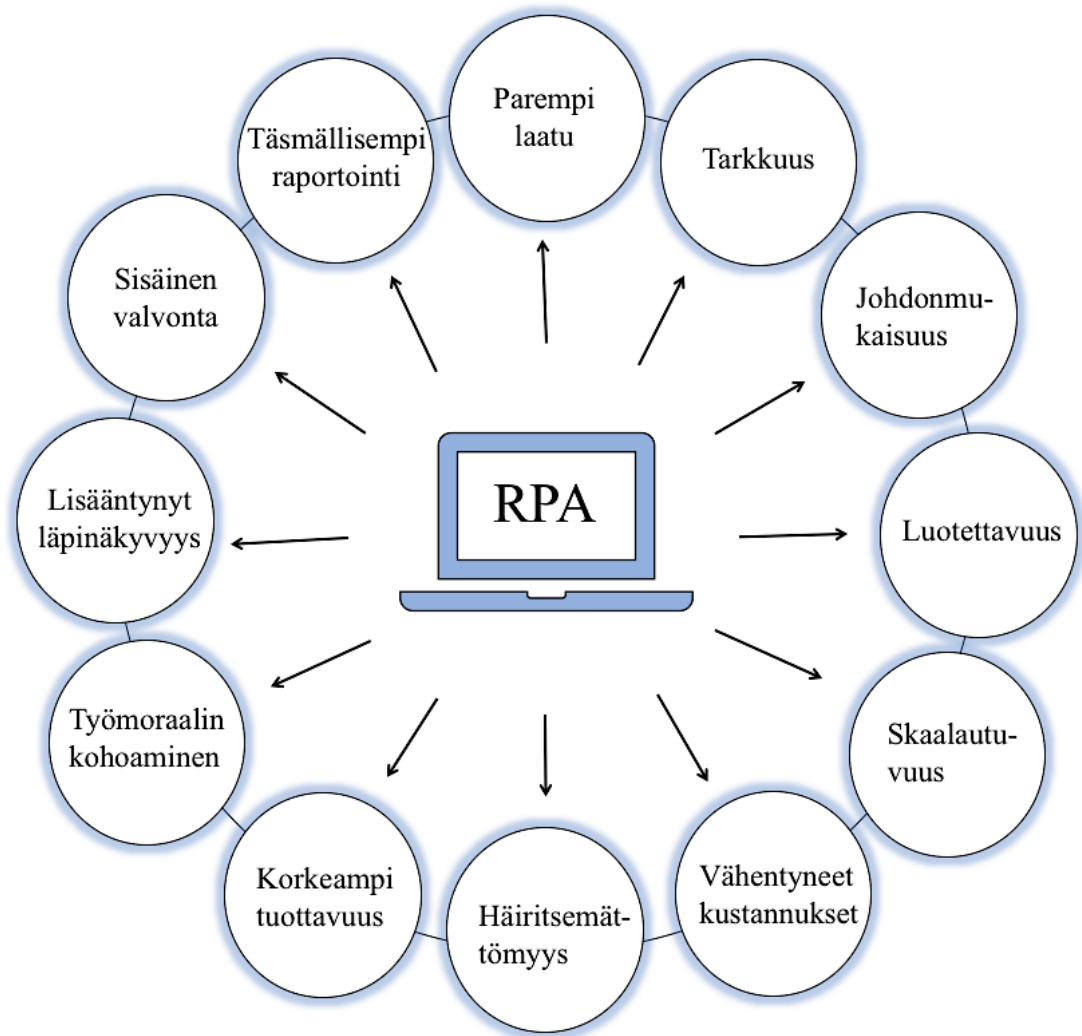 Parempi
laatu
Tarkkuus
Johdonmu-
kaisuus
Luotettavuus
Skaalautu-
vuus
Vähentyneet
kustannukset
Häiritsemät-
tömyys
Korkeampi
tuottavuus
Työmoraalin
kohoaminen
Lisääntynyt
läpinäkyvyys
Sisäinen
valvonta
Täsmällisempi
raportointi
RPA